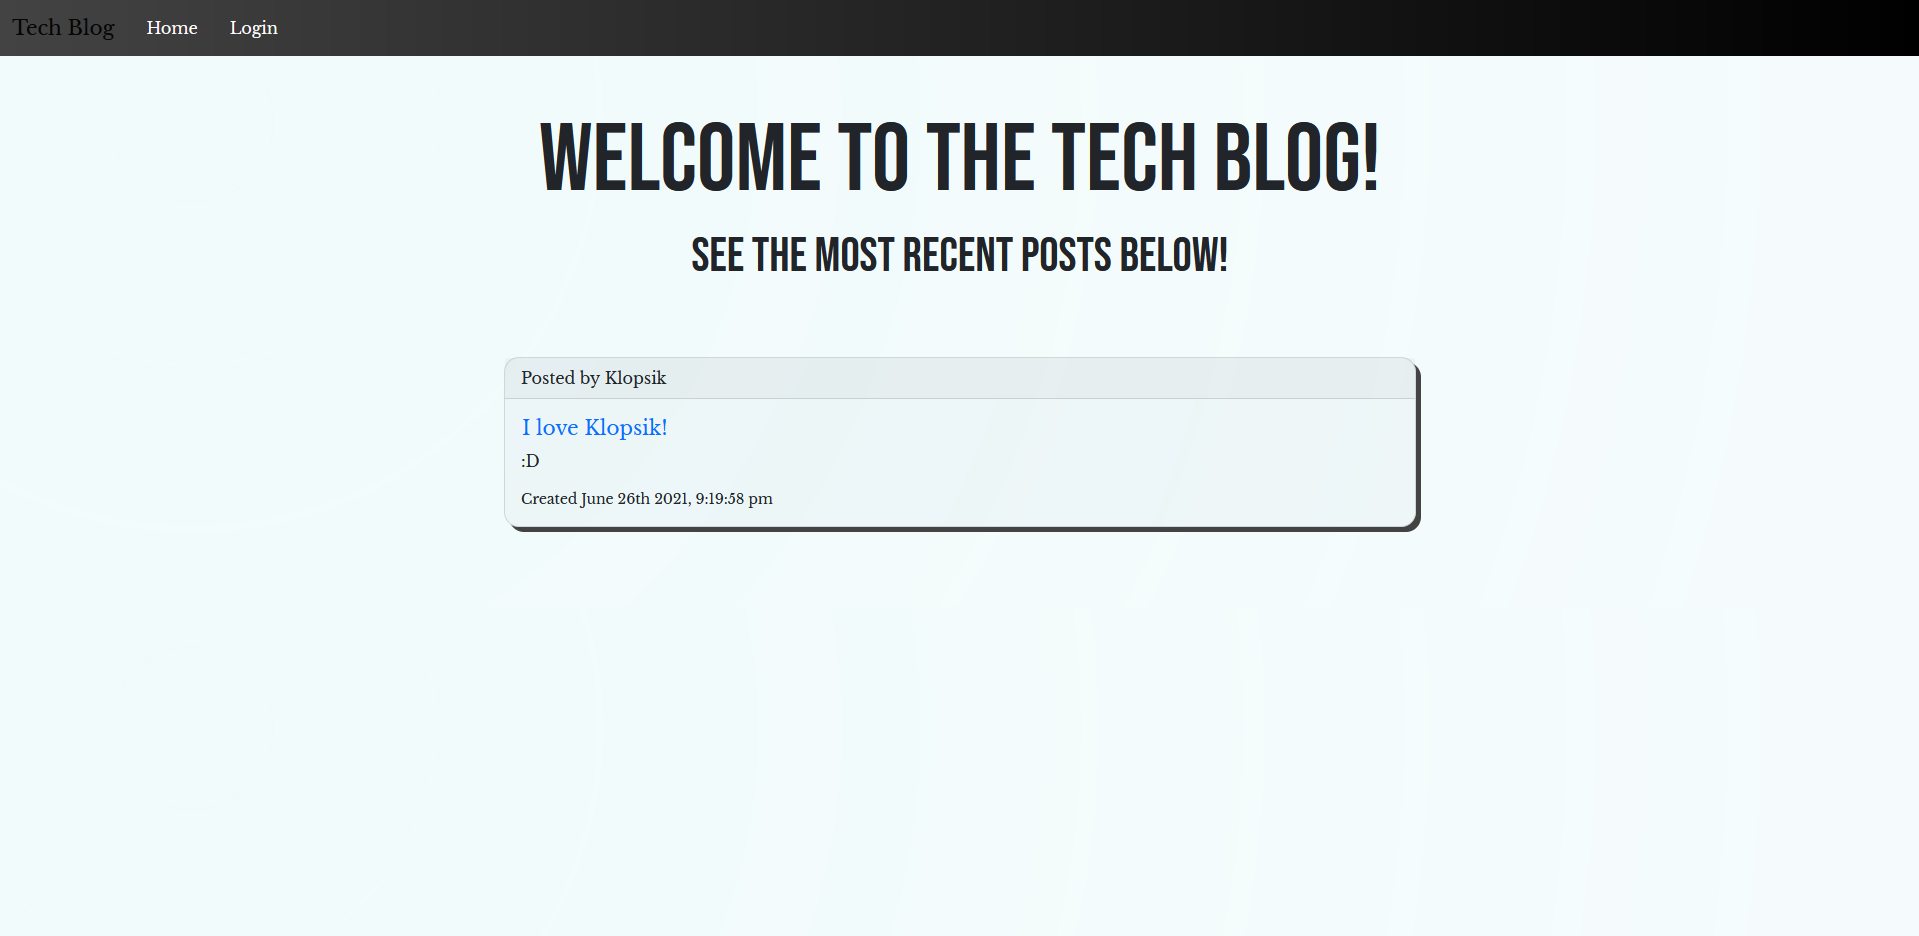 Tech Blog Home Login
WELCOME TO THE TECH BLOG!
SEE THE MOST RECENT POSTS BELOW!
Posted by Klopsik
I love Klopsik!
:D
Created June 26th 2021, 9:19:58 pm